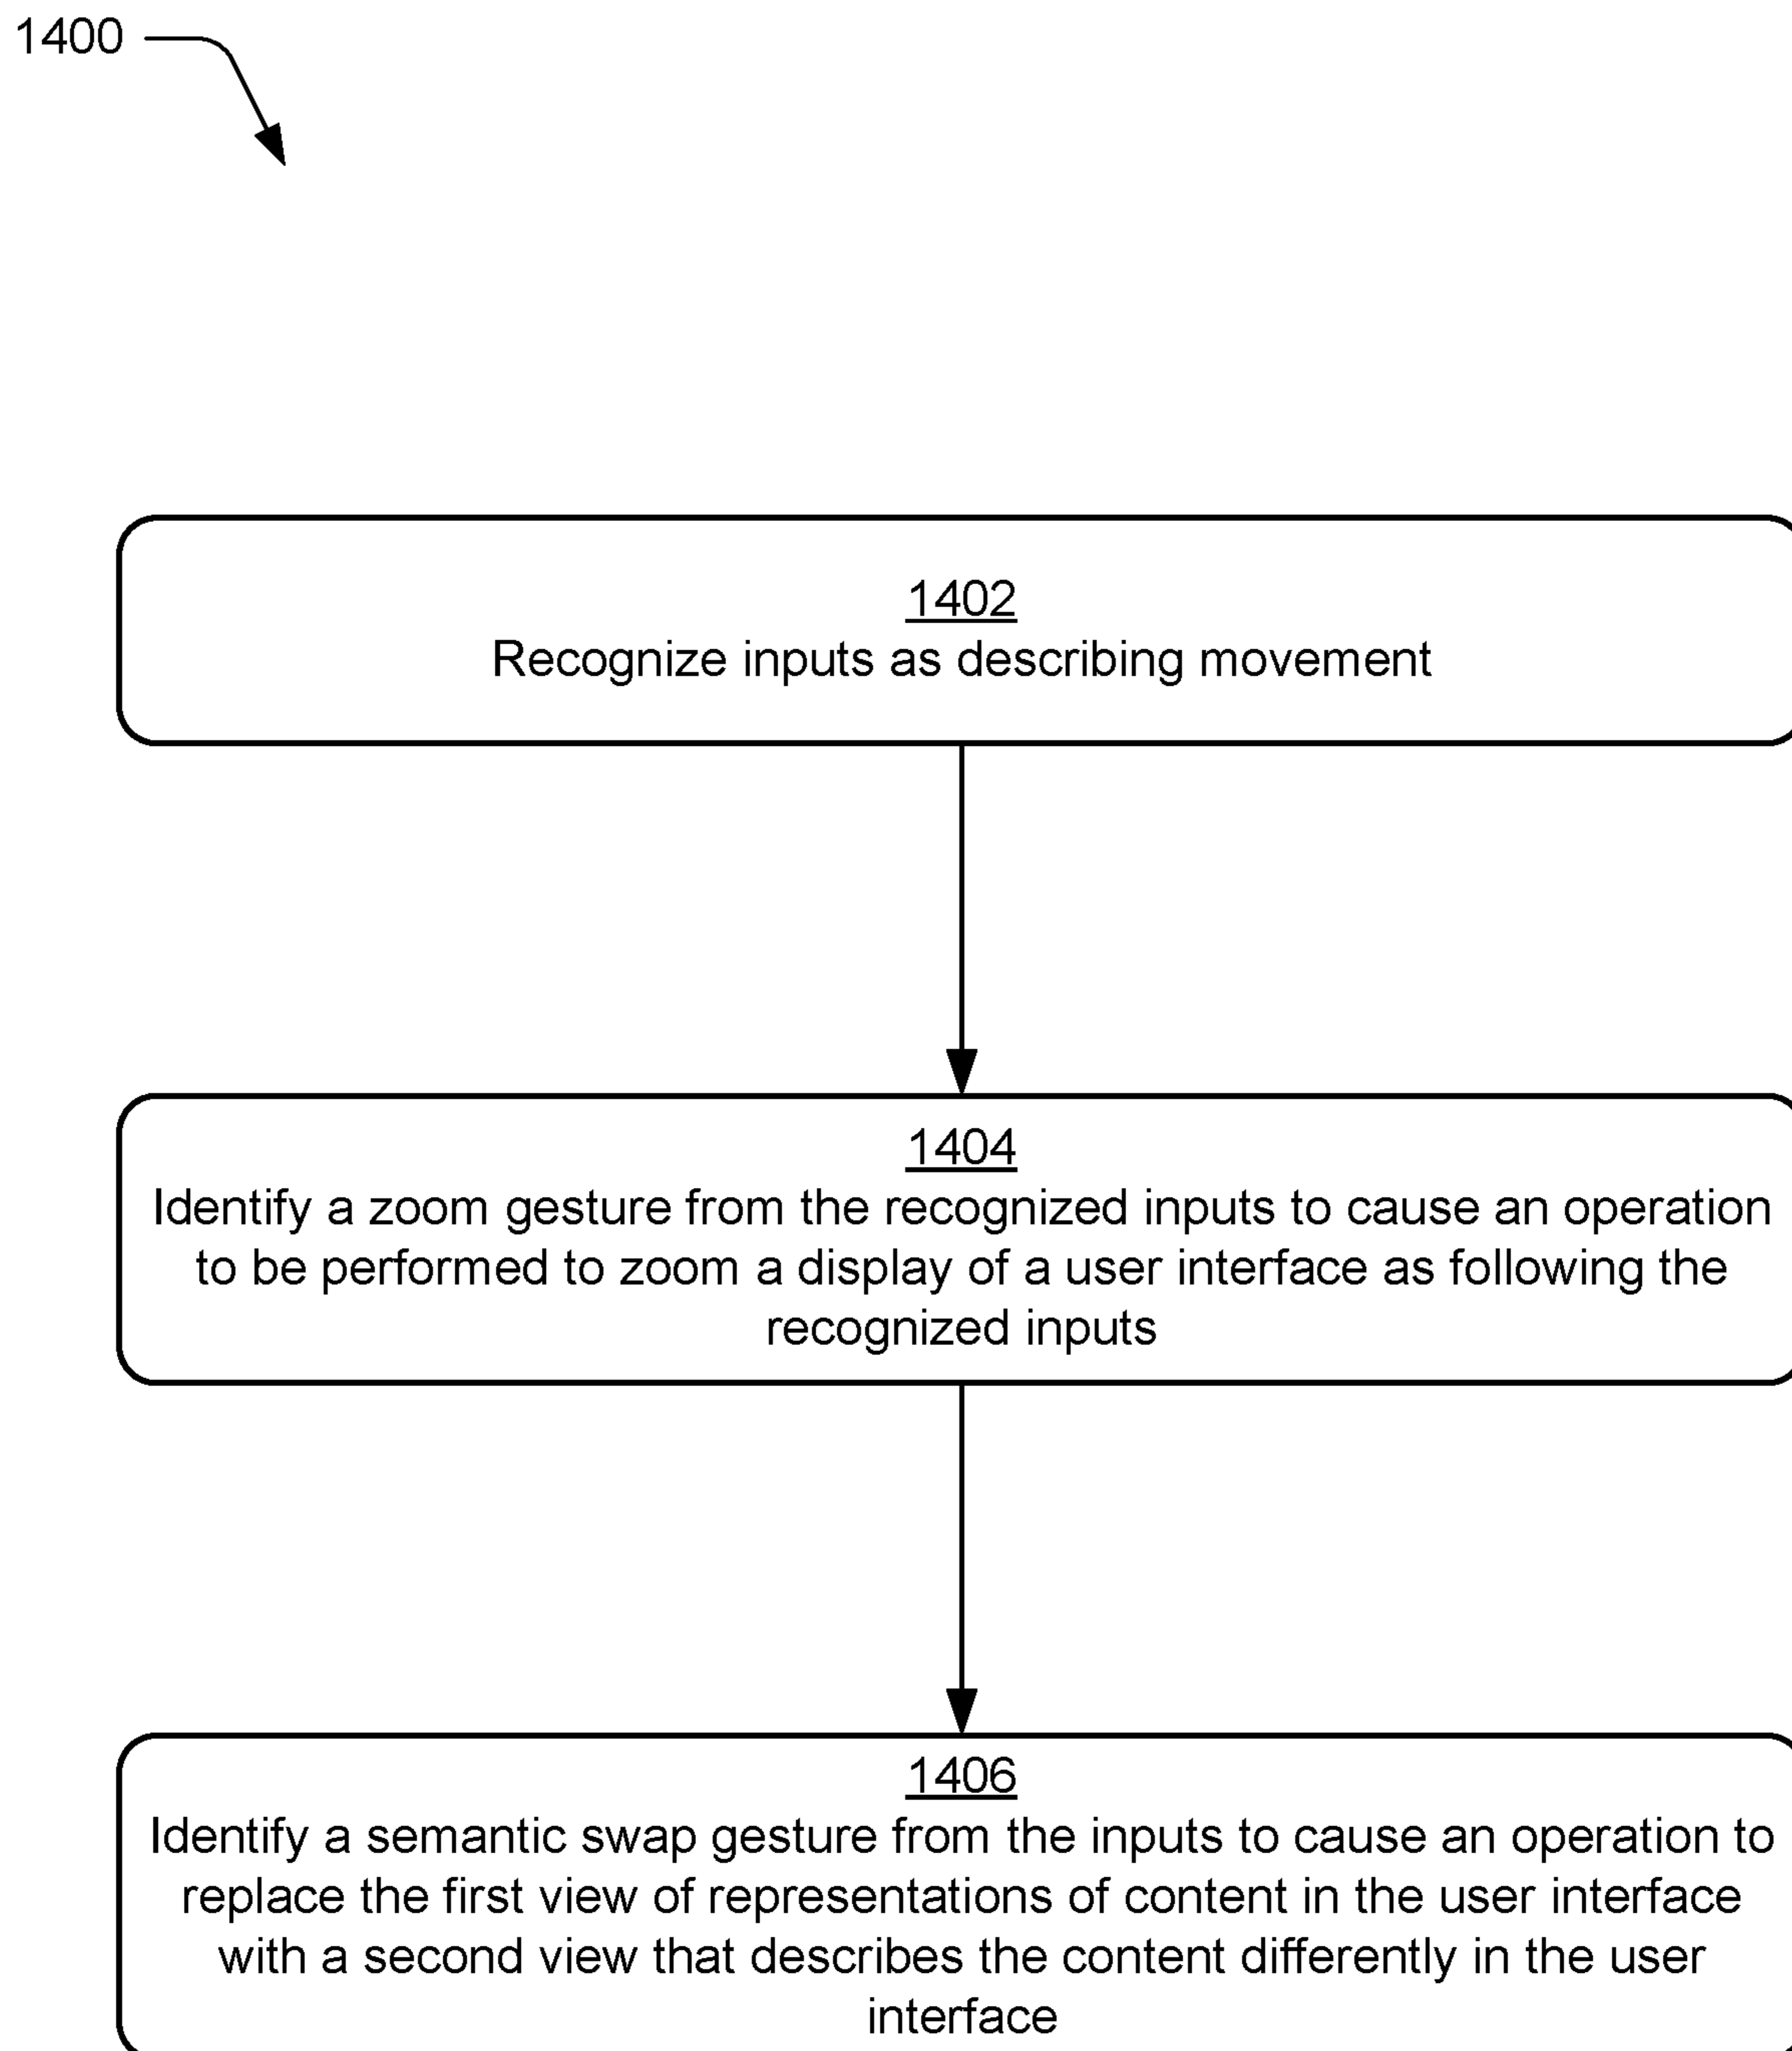 1400
1402
Recognize inputs as describing movement
1404
Identify a zoom gesture from the recognized inputs to cause an operation
to be performed to zoom a display of a user interface as following the
recognized inputs
1406
Identify a semantic swap gesture from the inputs to cause an operation to
replace the first view of representations of content in the user interface
with a second view that describes the content differently in the user
interface